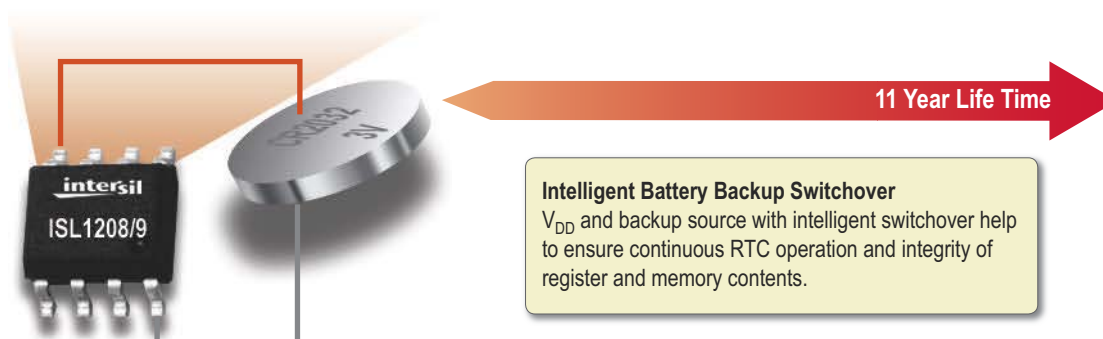 CR2032
3V
11 Year Life Time
intersil
ISL1208/9
Intelligent Battery Backup Switchover
V_DD and backup source with intelligent switchover help
to ensure continuous RTC operation and integrity of
register and memory contents.